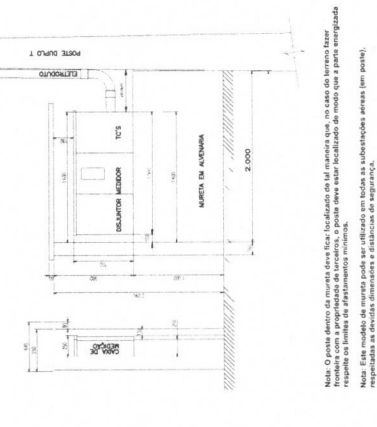 POSTE DUPLO T
ELETRODUTO
DISJUNTOR MEDIDOR TC'S
MURETA EM ALVENARIA
2.000
CAIXA DE
MEDIÇÃO
Nota: O poste dentro da mureta deve ficar localizado de tal maneira que, no caso do terreno fazer
fronteira com a propriedade de terceiros, o poste deve estar localizado de modo que a parte energizada
respeite os limites de afastamentos mínimos.
Nota: Este modelo de mureta pode ser utilizado em todas as subestações aéreas (em poste),
respeitadas as devidas dimensões e distâncias de segurança.